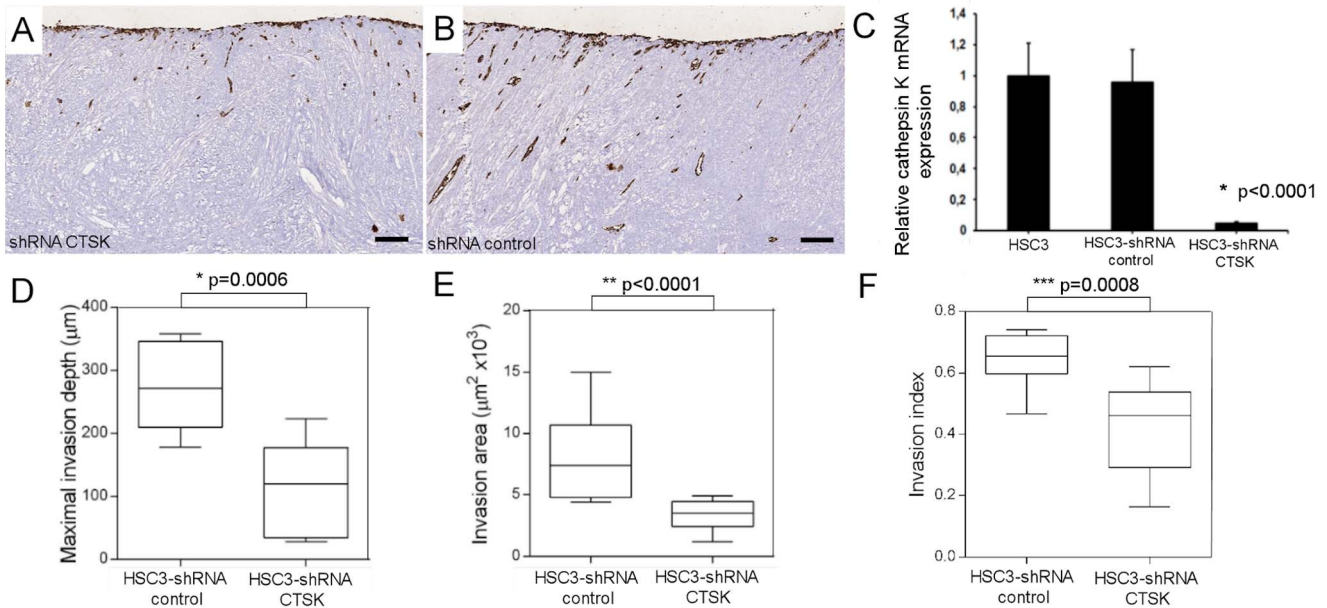 A
shRNA CTSK
B
shRNA control
C
Relative cathepsin K mRNA
expression
1,4
1,2
1
0,8
0,6
0,4
0,2
0
* p<0.0001
HSC3
HSC3-shRNA
control
HSC3-shRNA
CTSK
D
* p=0.0006
Maximal invasion depth (μm)
400
300
200
100
0
HSC3-shRNA
control
HSC3-shRNA
CTSK
E
** p<0.0001
Invasion area (μm² x10³)
20
15
10
5
0
HSC3-shRNA
control
HSC3-shRNA
CTSK
F
*** p=0.0008
Invasion index
0.8
0.6
0.4
0.2
0.0
HSC3-shRNA
control
HSC3-shRNA
CTSK